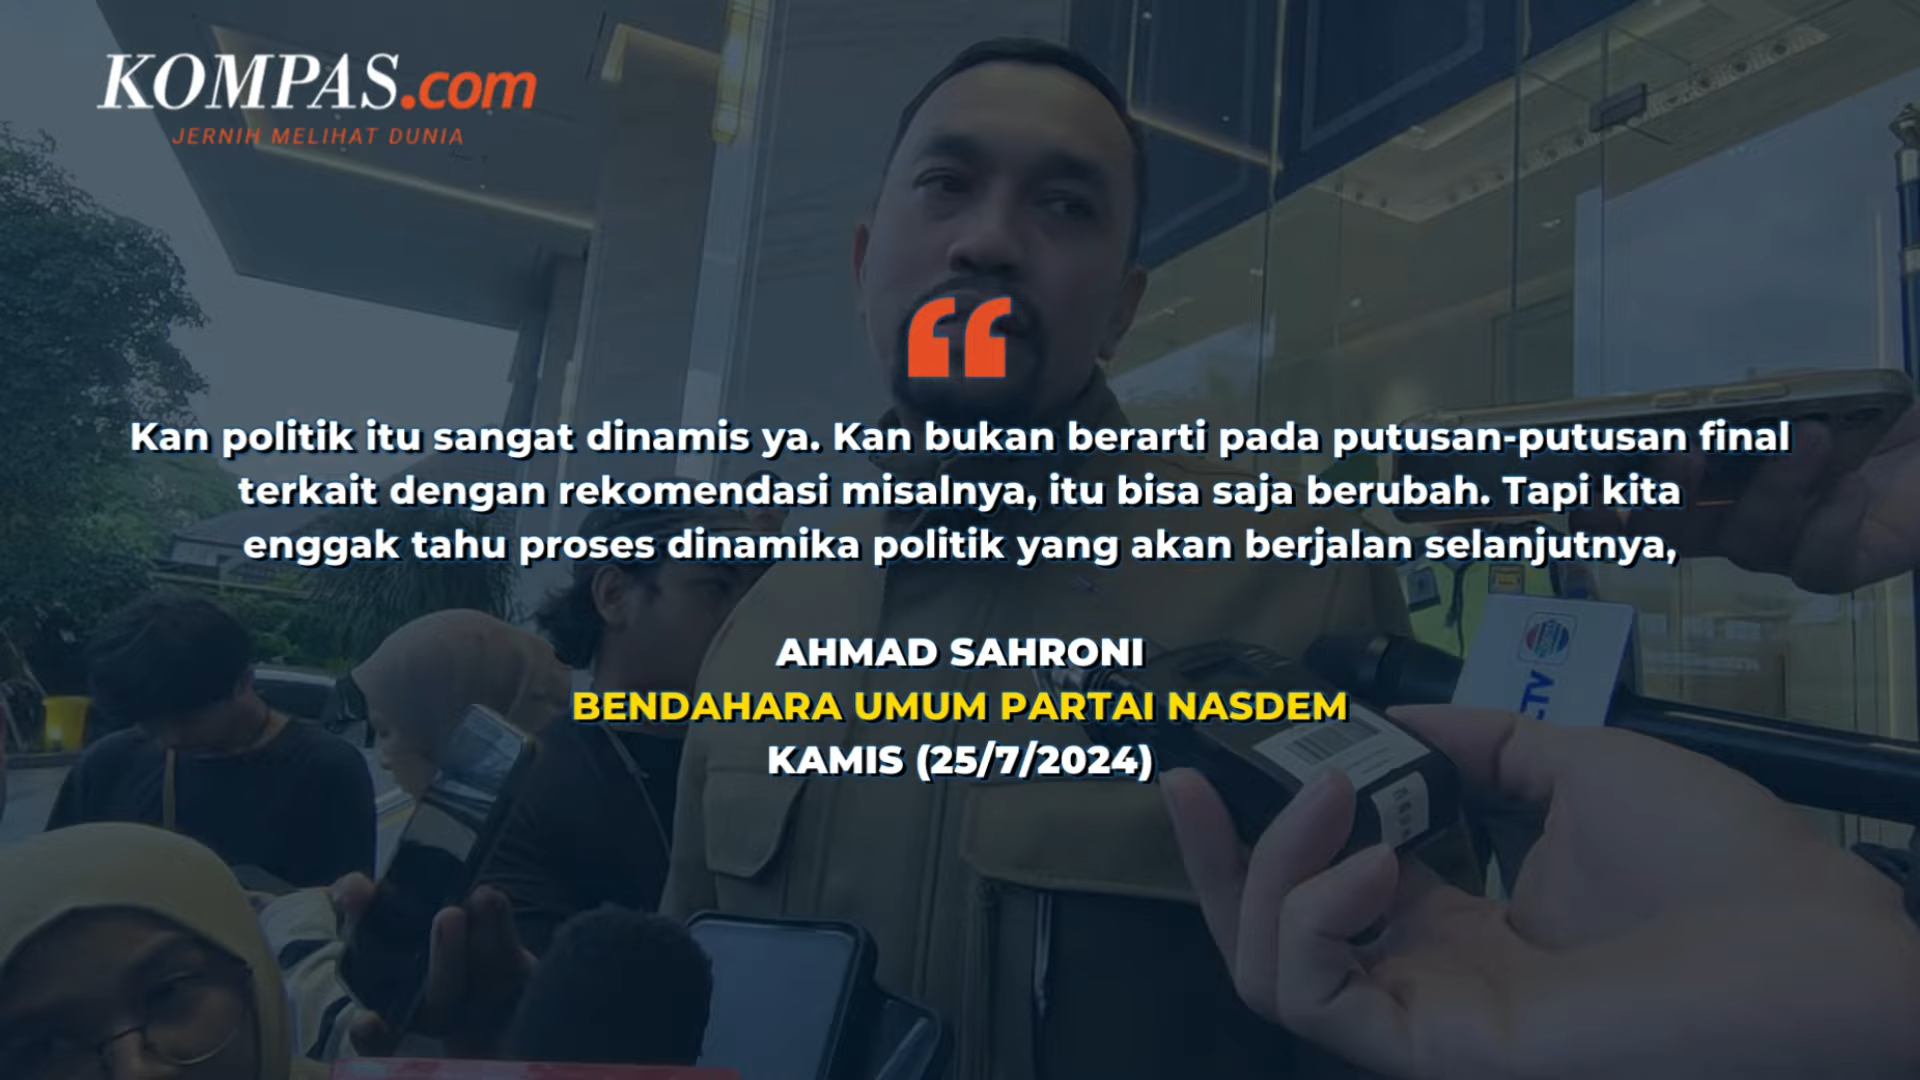 KOMPAS.com
JERNIH MELIHAT DUNIA
“
Kan politik itu sangat dinamis ya. Kan bukan berarti pada putusan-putusan final
terkait dengan rekomendasi misalnya, itu bisa saja berubah. Tapi kita
enggak tahu proses dinamika politik yang akan berjalan selanjutnya,
AHMAD SAHRONI
BENDAHARA UMUM PARTAI NASDEM
KAMIS (25/7/2024)